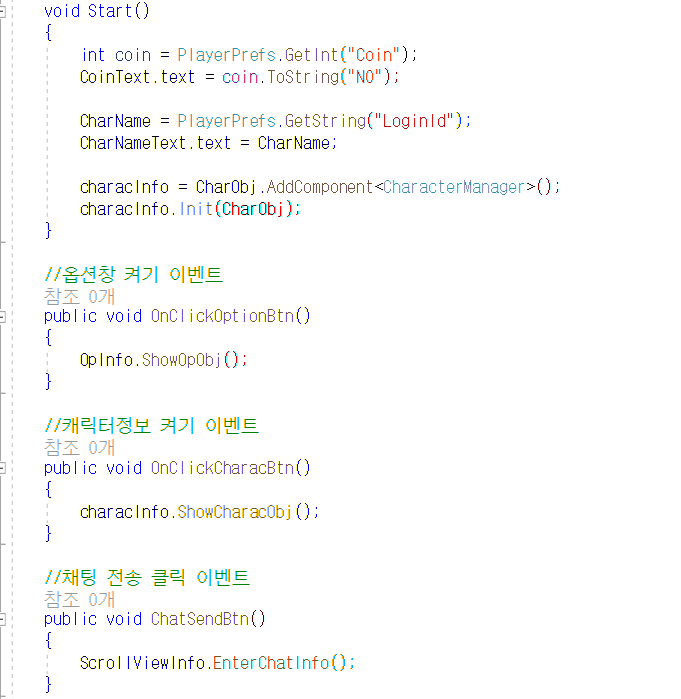 void Start()
{
int coin = PlayerPrefs.GetInt("Coin");
CoinText.text = coin.ToString("N0");
CharName = PlayerPrefs.GetString("LoginId");
CharNameText.text = CharName;
characInfo = CharObj.AddComponent<CharacterManager>();
characInfo.Init(CharObj);
}
//옵션창 켜기 이벤트
참조 0개
public void OnClickOptionBtn()
{
OpInfo.ShowOpObj();
}
//캐릭터정보 켜기 이벤트
참조 0개
public void OnClickCharacBtn()
{
characInfo.ShowCharacObj();
}
//채팅 전송 클릭 이벤트
참조 0개
public void ChatSendBtn()
{
ScrollViewInfo.EnterChatInfo();
}